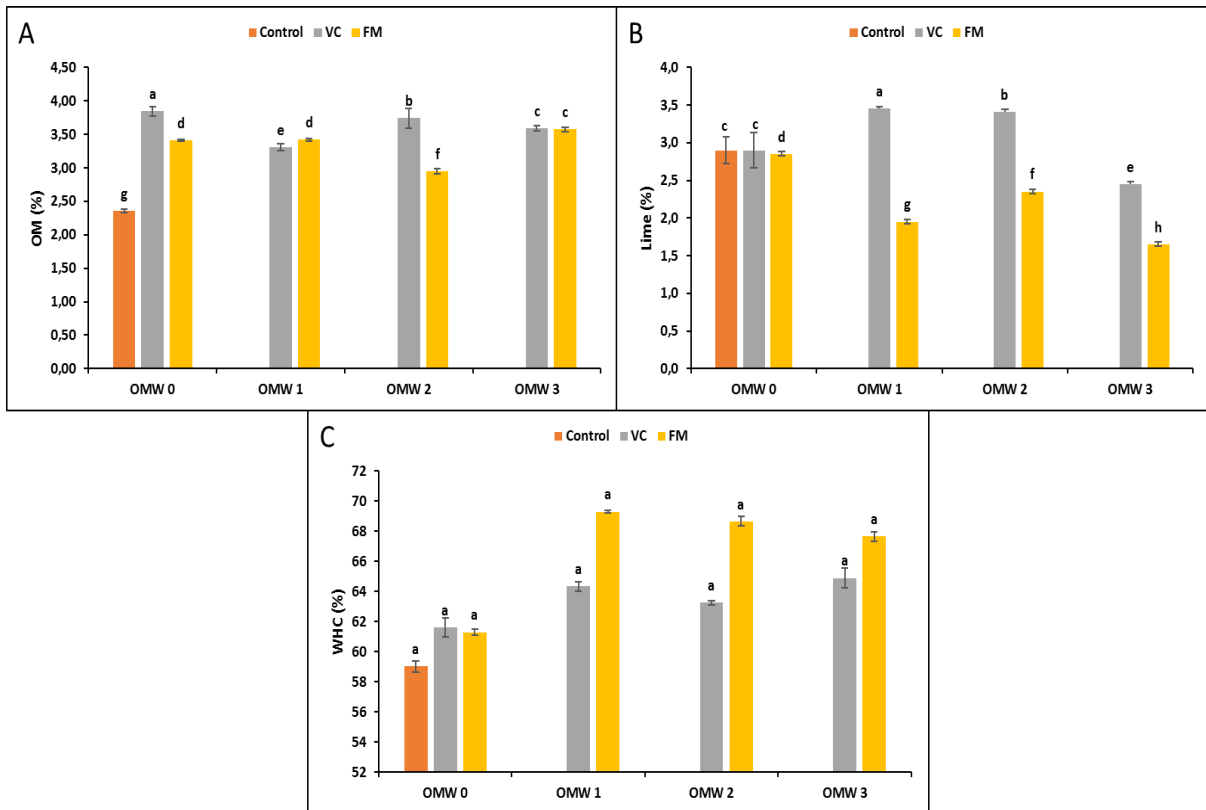 A
Control VC FM
OM (%)
4,50
4,00
3,50
3,00
2,50
2,00
1,50
1,00
0,50
0,00
g a d e d b f c c
OMW 0 OMW 1 OMW 2 OMW 3
B
Control VC FM
Lime (%)
4,0
3,5
3,0
2,5
2,0
1,5
1,0
0,5
0,0
c c d a g b f e h
OMW 0 OMW 1 OMW 2 OMW 3
C
Control VC FM
WHC (%)
72
70
68
66
64
62
60
58
56
54
52
a a a a a a a a a
OMW 0 OMW 1 OMW 2 OMW 3